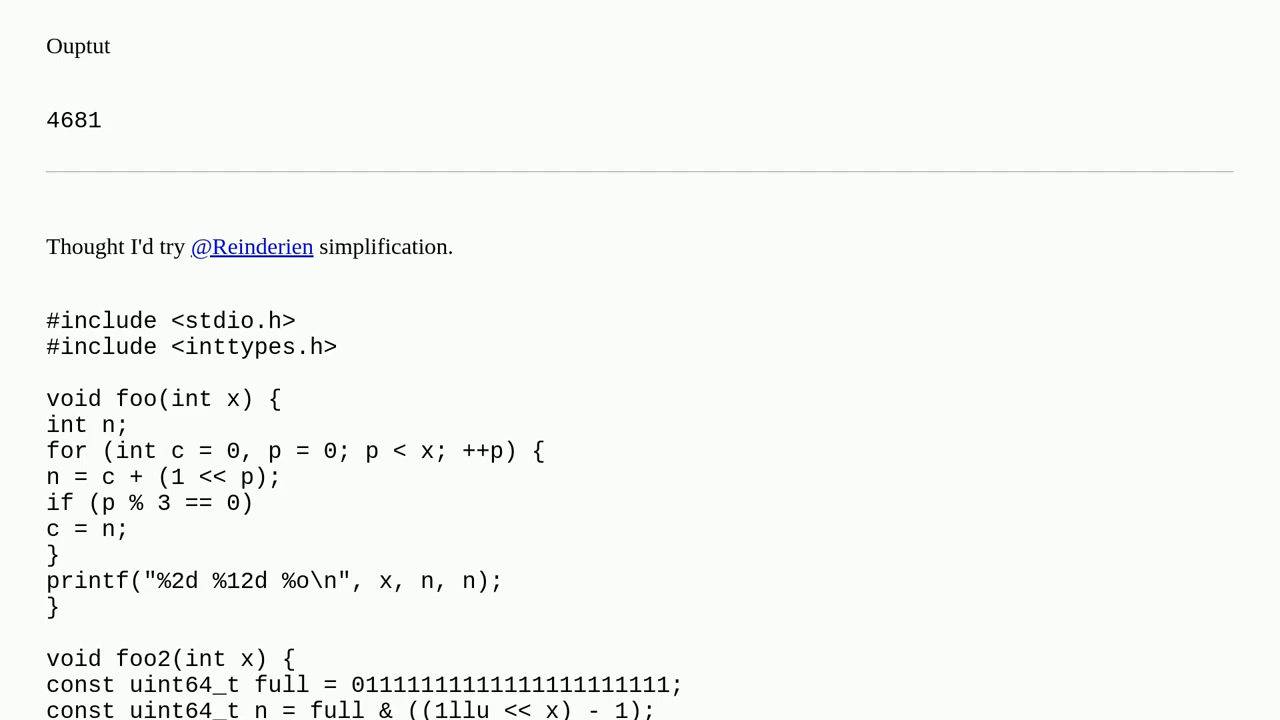 Ouptut
4681
Thought I'd try @Reinderien simplification.
#include <stdio.h>
#include <inttypes.h>
void foo(int x) {
int n;
for (int c = 0, p = 0; p < x; ++p) {
n = c + (1 << p);
if (p % 3 == 0)
c = n;
}
printf("%2d %12d %o\n", x, n, n);
}
void foo2(int x) {
const uint64_t full = 01111111111111111111111;
const uint64_t n = full & ((1llu << x) - 1);